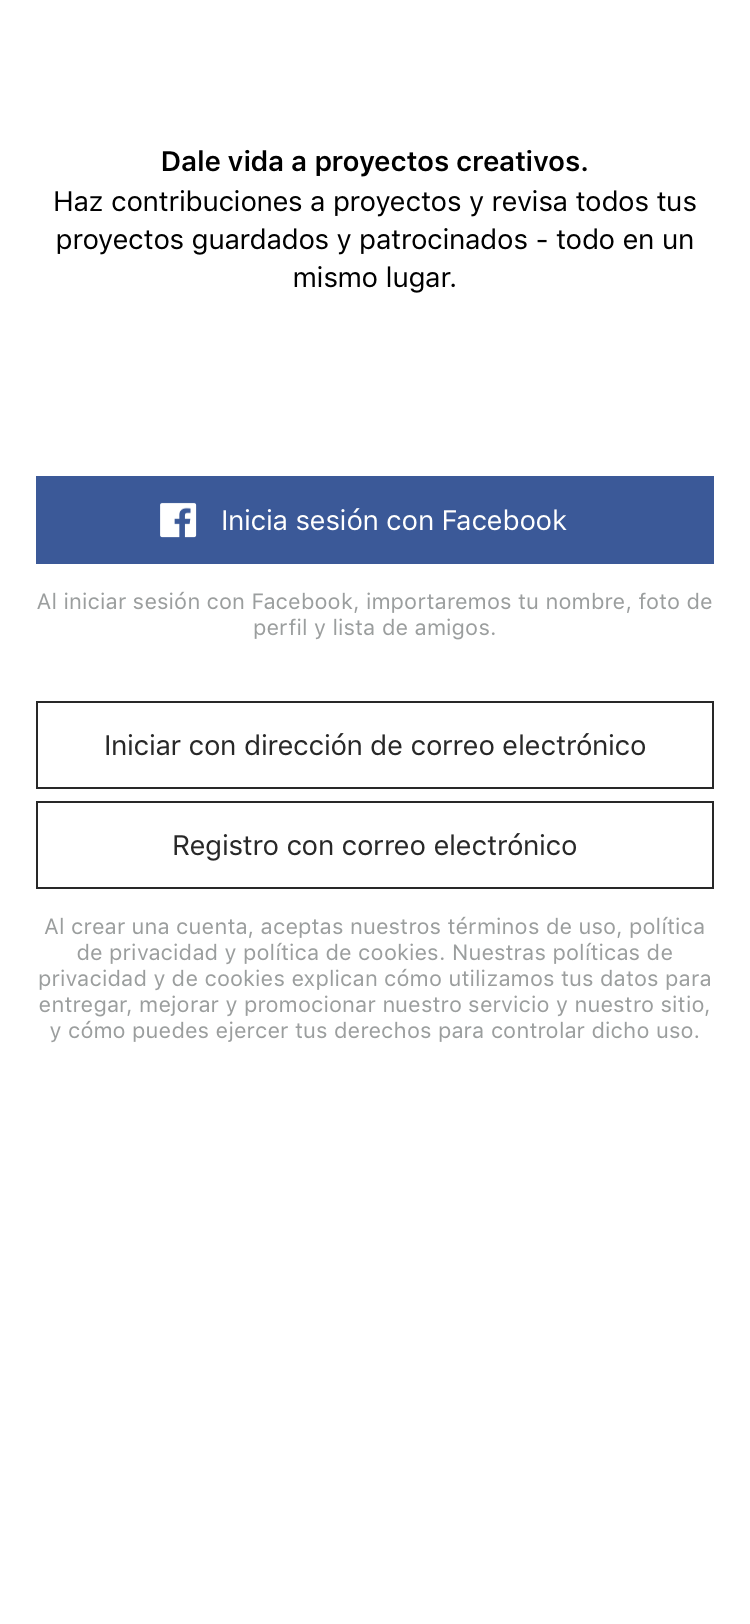 Dale vida a proyectos creativos.
Haz contribuciones a proyectos y revisa todos tus
proyectos guardados y patrocinados - todo en un
mismo lugar.
Inicia sesión con Facebook
Al iniciar sesión con Facebook, importaremos tu nombre, foto de
perfil y lista de amigos.
Iniciar con dirección de correo electrónico
Registro con correo electrónico
Al crear una cuenta, aceptas nuestros términos de uso, política
de privacidad y política de cookies. Nuestras políticas de
privacidad y de cookies explican cómo utilizamos tus datos para
entregar, mejorar y promocionar nuestro servicio y nuestro sitio,
y cómo puedes ejercer tus derechos para controlar dicho uso.